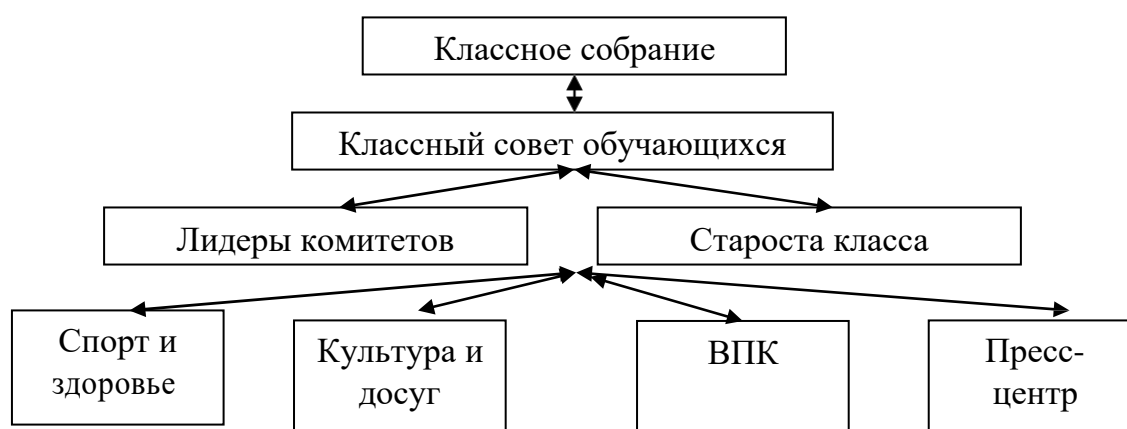 Классное собрание
Классный совет обучающихся
Лидеры комитетов
Староста класса
Спорт и
здоровье
Культура и
досуг
ВПК
Пресс-
центр